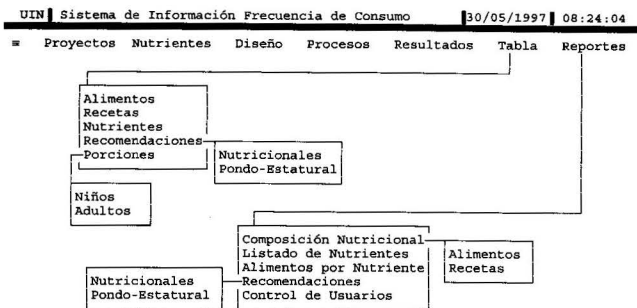 UIN Sistema de Información Frecuencia de Consumo 30/05/1997 08:24:04
≡ Proyectos Nutrientes Diseño Procesos Resultados Tabla Reportes
Alimentos
Recetas
Nutrientes
Recomendaciones
Porciones
Nutricionales
Pondo-Estatural
Niños
Adultos
Composición Nutricional
Listado de Nutrientes
Alimentos por Nutriente
Recomendaciones
Control de Usuarios
Alimentos
Recetas
Nutricionales
Pondo-Estatural